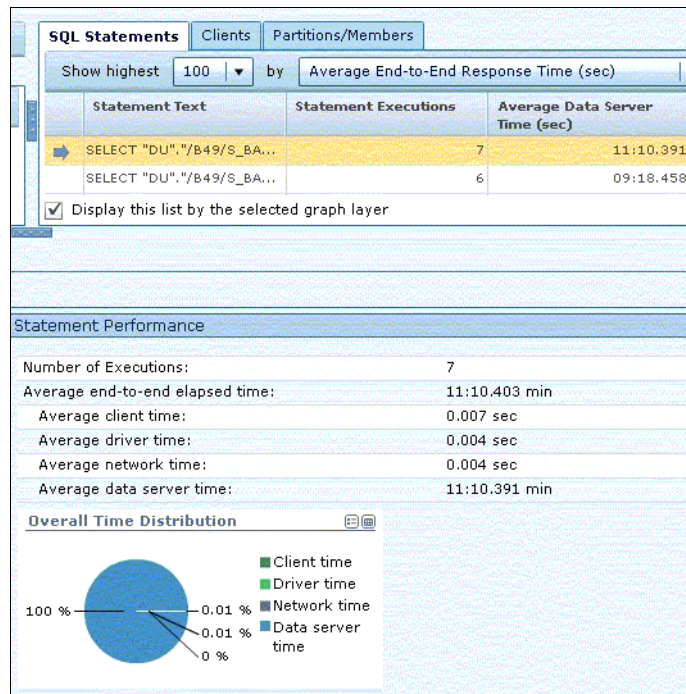 SQL Statements Clients Partitions/Members
Show highest 100 by Average End-to-End Response Time (sec)
Statement Text Statement Executions Average Data Server
Time (sec)
SELECT "DU"."/B49/S_BA... 7 11:10.391
SELECT "DU"."/B49/S_BA... 6 09:18.458
Display this list by the selected graph layer
Statement Performance
Number of Executions: 7
Average end-to-end elapsed time: 11:10.403 min
Average client time: 0.007 sec
Average driver time: 0.004 sec
Average network time: 0.004 sec
Average data server time: 11:10.391 min
Overall Time Distribution
Client time
Driver time
100 % 0.01 % Network time
0.01 % Data server
time
0 %